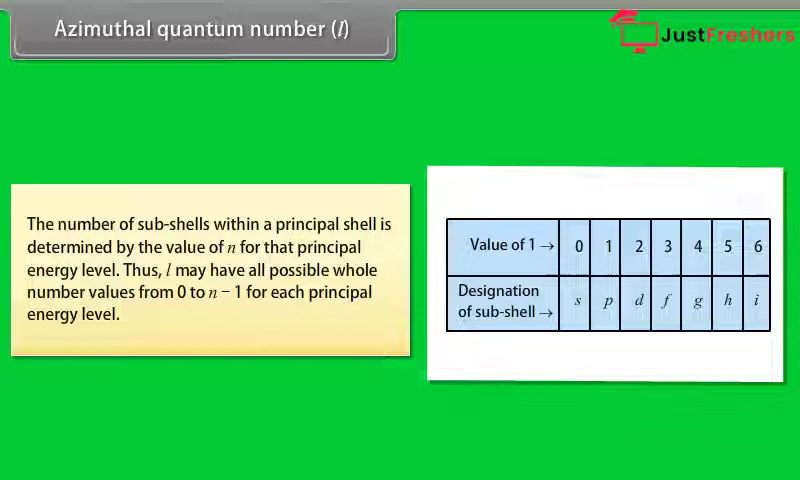 Azimuthal quantum number (l)
JustFreshers
The number of sub-shells within a principal shell is
determined by the value of n for that principal
energy level. Thus, l may have all possible whole
number values from 0 to n − 1 for each principal
energy level.
Value of 1 → 0 1 2 3 4 5 6
Designation
of sub-shell → s p d f g h i